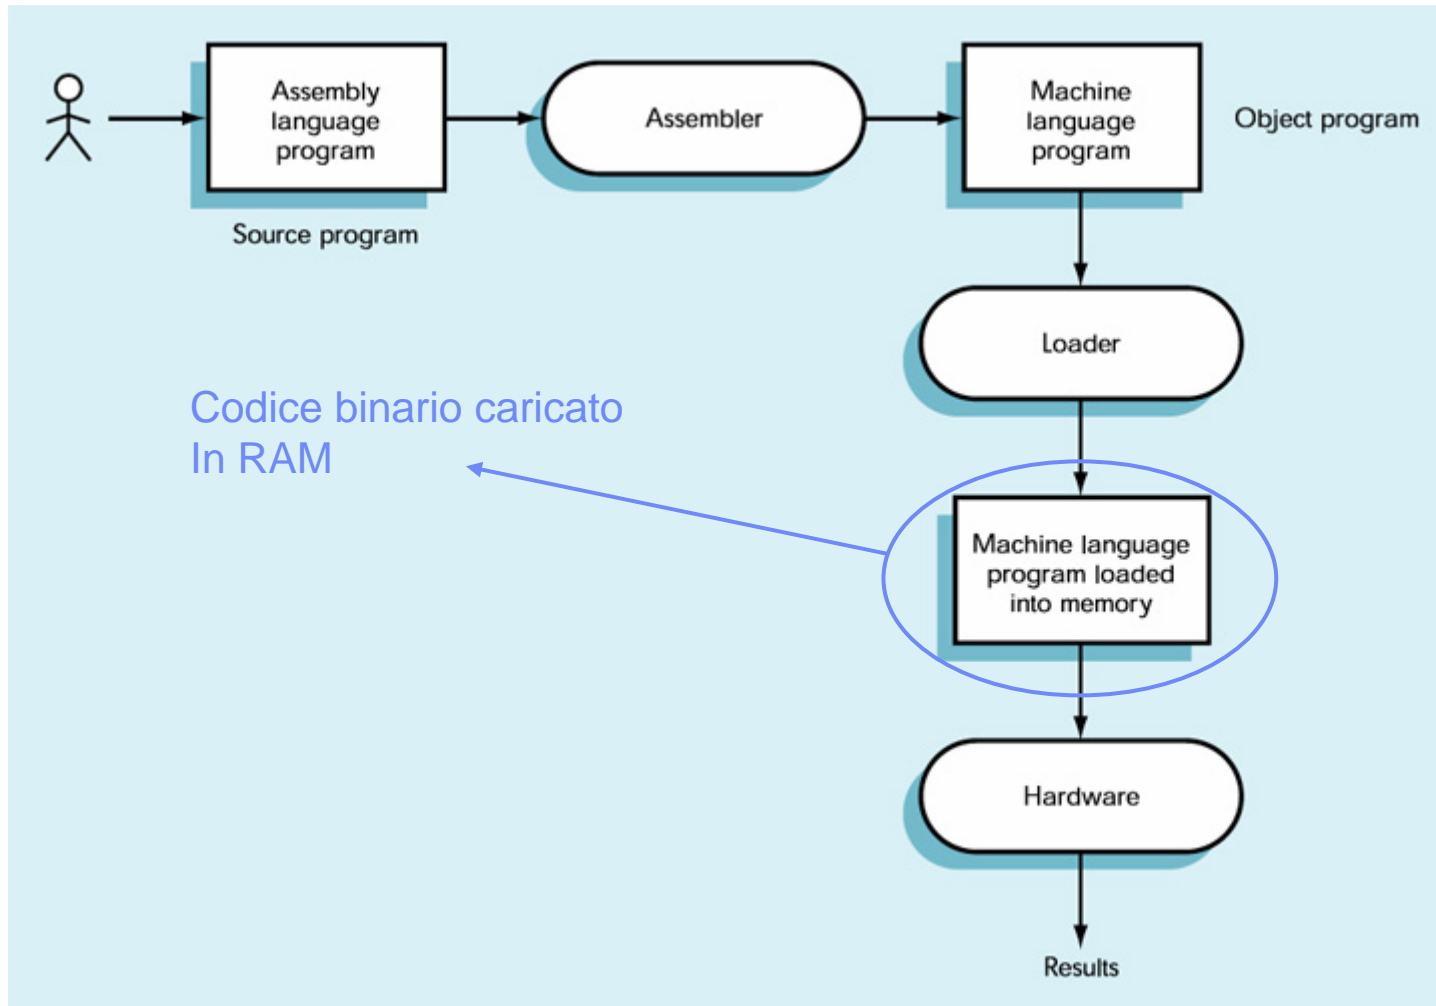 Assembly
language
program
Source program
Assembler
Machine
language
program
Object program
Loader
Codice binario caricato
In RAM
Machine language
program loaded
into memory
Hardware
Results